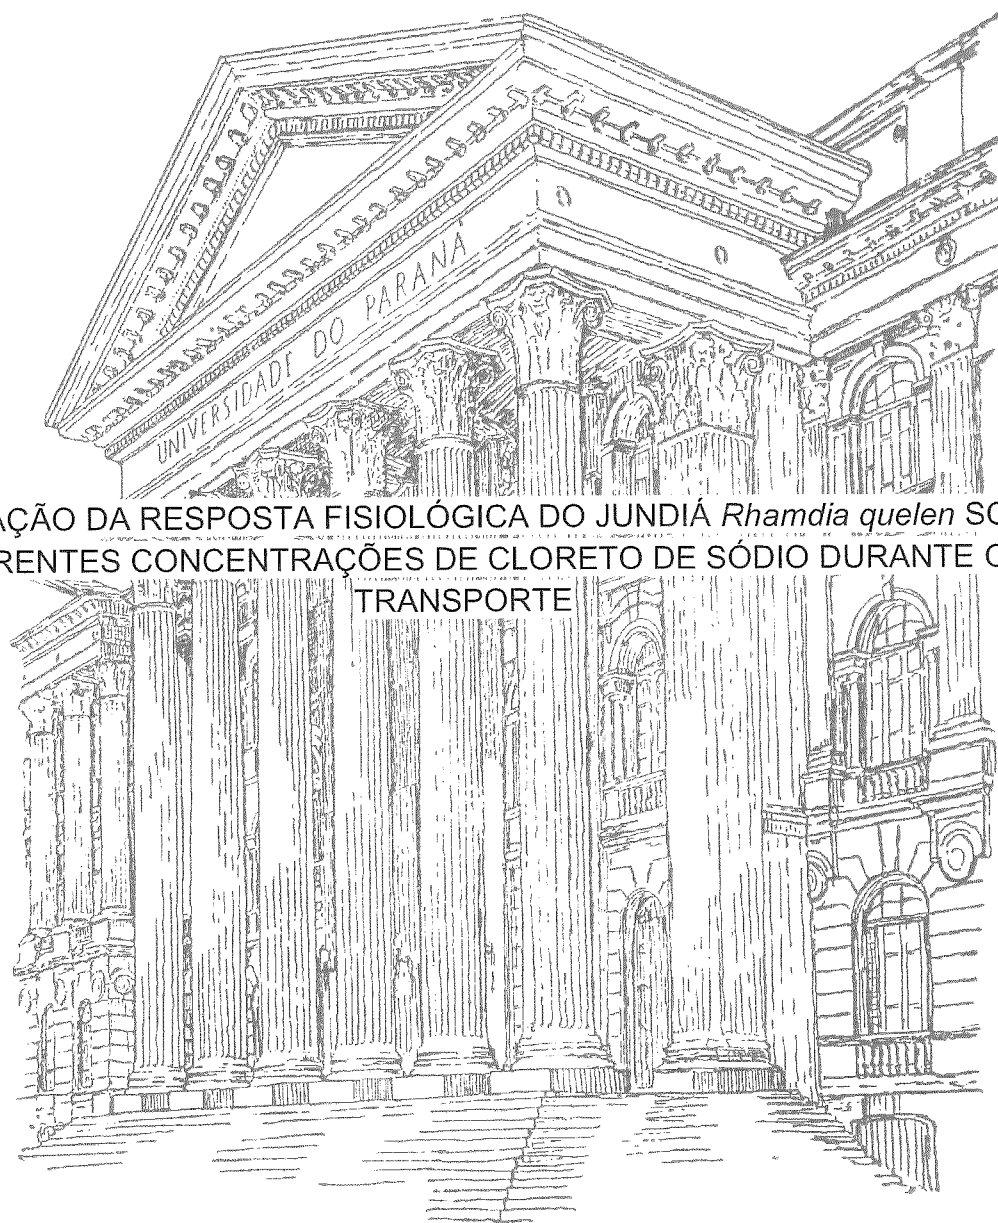 UNIVERSIDADE DO PARANÁ
AÇÃO DA RESPOSTA FISIOLÓGICA DO JUNDIÁ Rhamdia quelen SO
RENTES CONCENTRAÇÕES DE CLORETO DE SÓDIO DURANTE O
TRANSPORTE